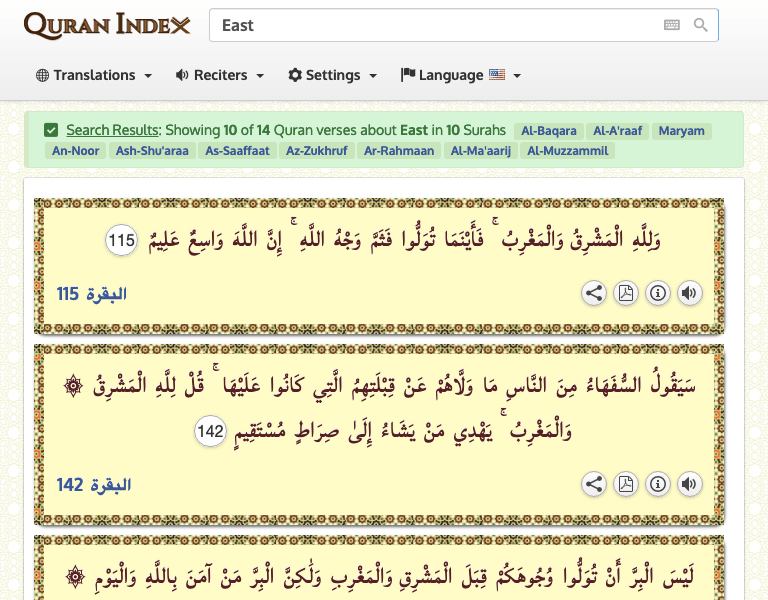 QURAN INDEX
East
Translations Reciters Settings Language
Search Results: Showing 10 of 14 Quran verses about East in 10 Surahs Al-Baqara Al-A'raaf Maryam
An-Noor Ash-Shu'araa As-Saaffaat Az-Zukhruf Ar-Rahmaan Al-Ma'aarij Al-Muzzammil
وَلِلَّهِ الْمَشْرِقُ وَالْمَغْرِبُ ۚ فَأَيْنَمَا تُوَلُّوا فَثَمَّ وَجْهُ اللَّهِ ۚ إِنَّ اللَّهَ وَاسِعٌ عَلِيمٌ 115
البقرة 115
سَيَقُولُ السُّفَهَاءُ مِنَ النَّاسِ مَا وَلَّاهُمْ عَنْ قِبْلَتِهِمُ الَّتِي كَانُوا عَلَيْهَا ۚ قُلْ لِلَّهِ الْمَشْرِقُ ۞
وَالْمَغْرِبُ ۚ يَهْدِي مَنْ يَشَاءُ إِلَىٰ صِرَاطٍ مُسْتَقِيمٍ 142
البقرة 142
لَيْسَ الْبِرَّ أَنْ تُوَلُّوا وُجُوهَكُمْ قِبَلَ الْمَشْرِقِ وَالْمَغْرِبِ وَلَٰكِنَّ الْبِرَّ مَنْ آمَنَ بِاللَّهِ وَالْيَوْمِ ۞